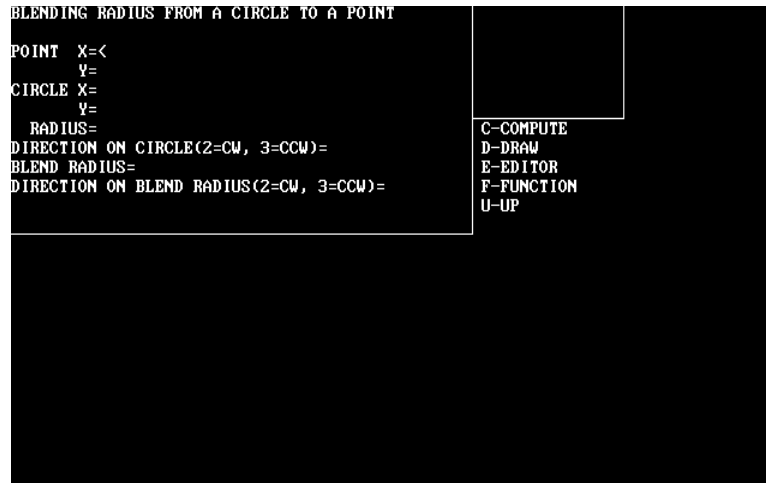 BLENDING RADIUS FROM A CIRCLE TO A POINT
POINT X=<
Y=
CIRCLE X=
Y=
RADIUS=
DIRECTION ON CIRCLE(2=CW, 3=CCW)=
BLEND RADIUS=
DIRECTION ON BLEND RADIUS(2=CW, 3=CCW)=
C-COMPUTE
D-DRAW
E-EDITOR
F-FUNCTION
U-UP